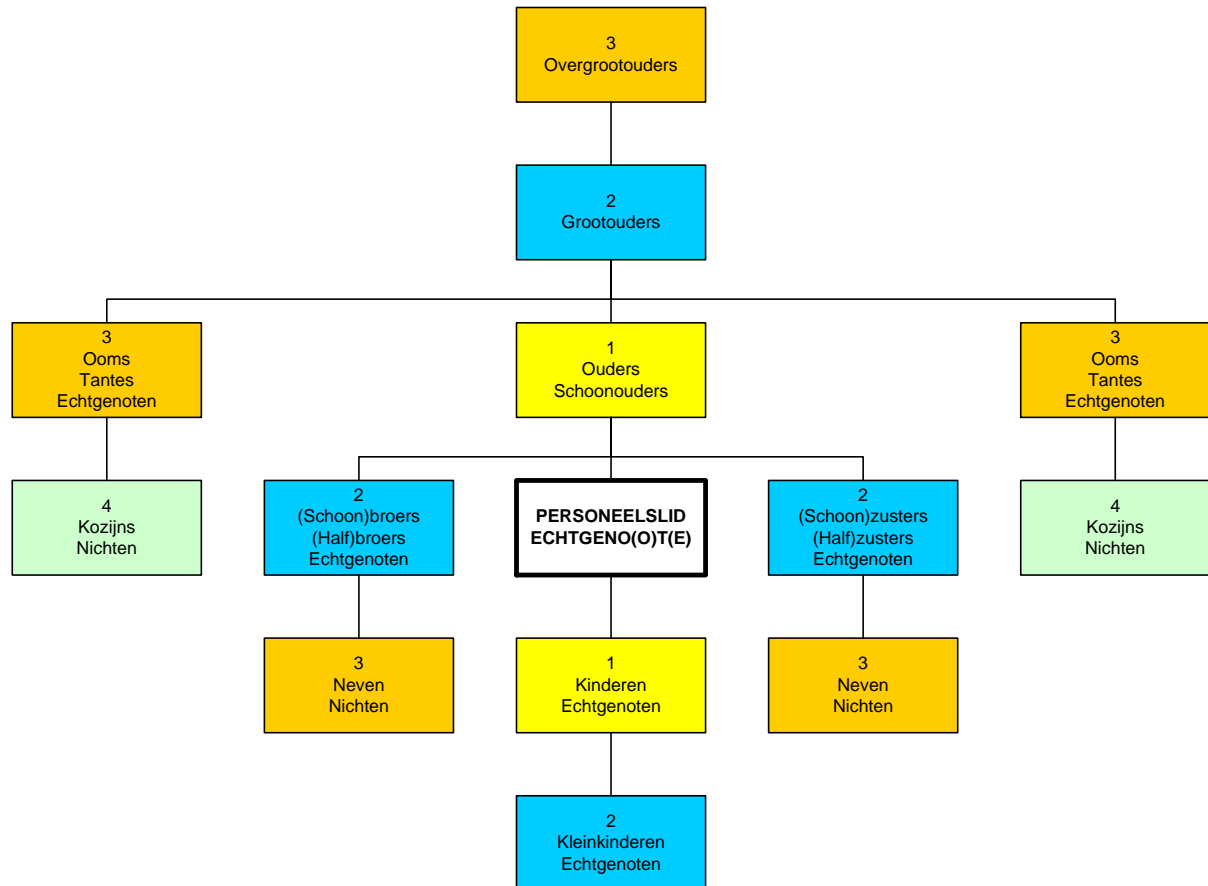 3
Overgrootouders
2
Grootouders
3
Ooms
Tantes
Echtgenoten
1
Ouders
Schoonouders
3
Ooms
Tantes
Echtgenoten
4
Kozijns
Nichten
2
(Schoon)broers
(Half)broers
Echtgenoten
PERSONEELSLID
ECHTGENO(O)T(E)
2
(Schoon)zusters
(Half)zusters
Echtgenoten
4
Kozijns
Nichten
3
Neven
Nichten
1
Kinderen
Echtgenoten
3
Neven
Nichten
2
Kleinkinderen
Echtgenoten